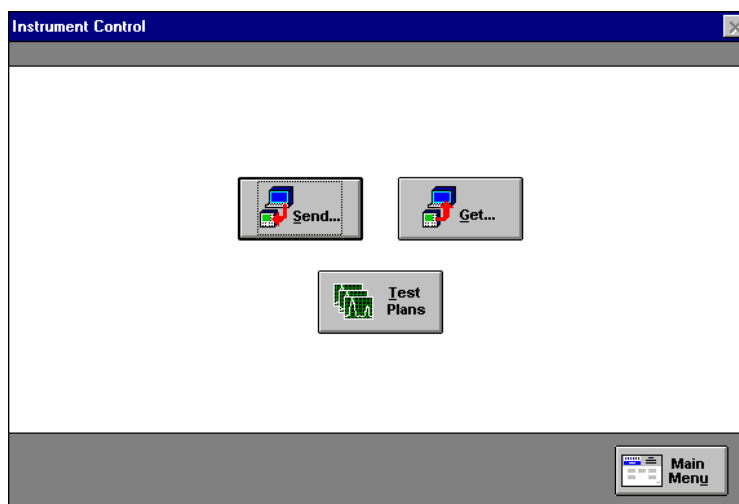 Instrument Control
Send...
Get...
Test
Plans
Main
Menu